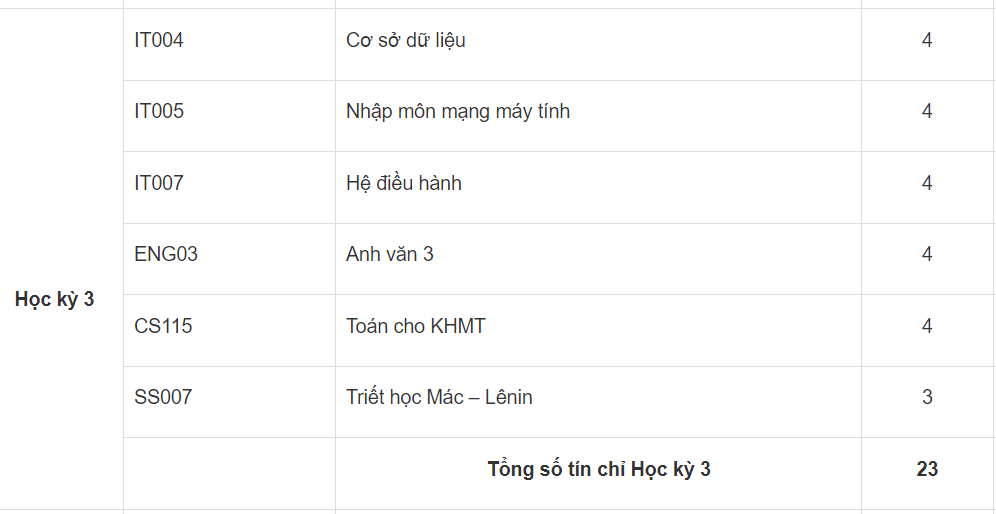 IT004 Cơ sở dữ liệu 4
IT005 Nhập môn mạng máy tính 4
IT007 Hệ điều hành 4
ENG03 Anh văn 3 4
Học kỳ 3
CS115 Toán cho KHMT 4
SS007 Triết học Mác – Lênin 3
Tổng số tín chỉ Học kỳ 3 23